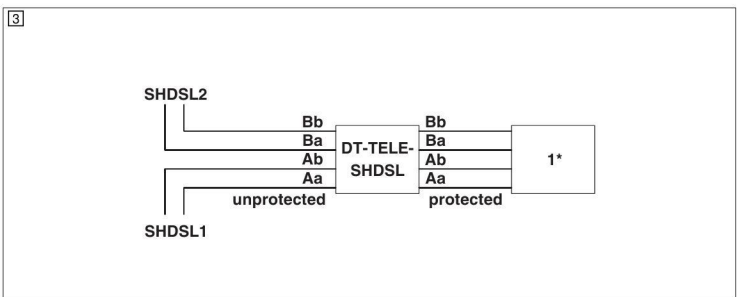 3
SHDSL2
Bb Bb
Ba Ba
DT-TELE-
SHDSL
Ab Ab
Aa Aa
1*
unprotected protected
SHDSL1